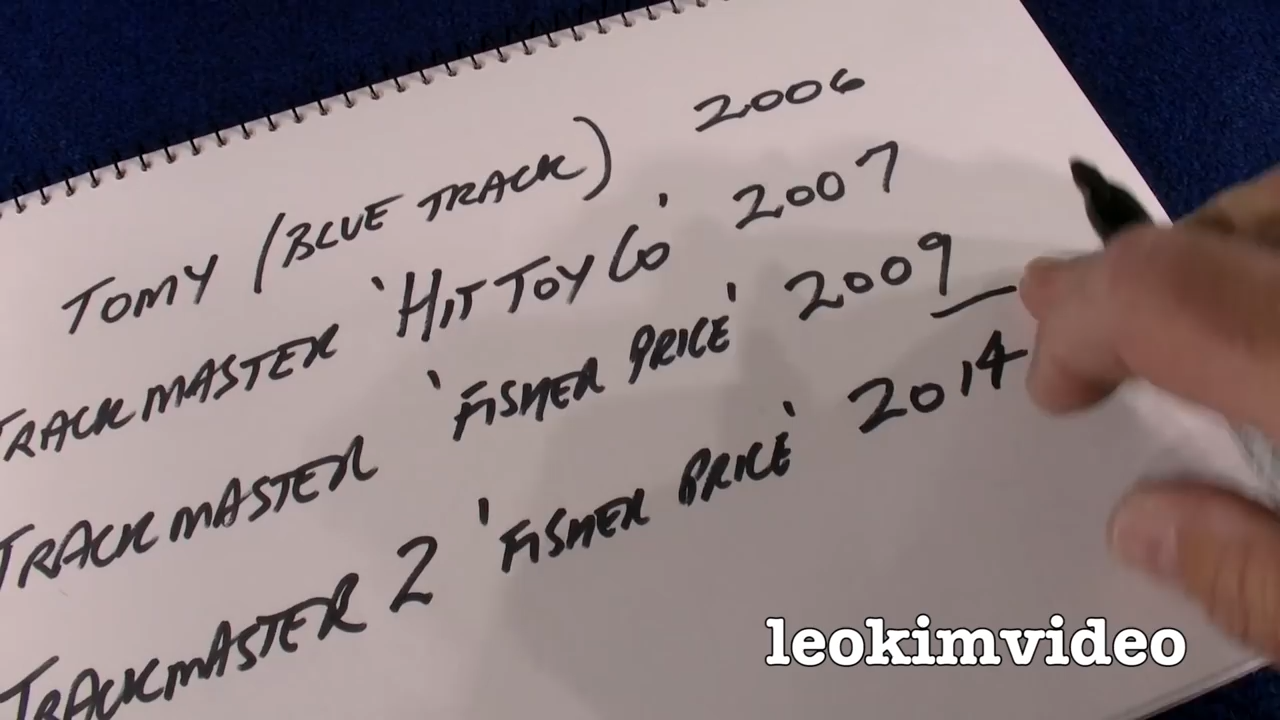 TOMY (BLUE TRACK) 2006
TRACKMASTER 'HIT TOY Co' 2007
TRACKMASTER 'FISHER PRICE' 2009
TRACKMASTER 2 'FISHER PRICE' 2014
leokimvideo